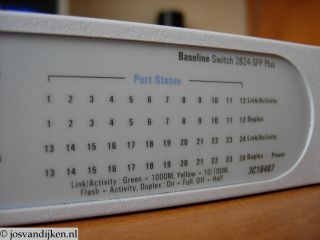 Baseline Switch 2824-SFP Plus
Port Status
1 2 3 4 5 6 7 8 9 10 11 12 Link/Activity
1 2 3 4 5 6 7 8 9 10 11 12 Duplex
13 14 15 16 17 18 19 20 21 22 23 24 Link/Activity
13 14 15 16 17 18 19 20 21 22 23 24 Duplex Power
Link/Activity : Green = 1000M, Yellow = 10/100M,
Flash = Activity, Duplex : On = Full, Off = Half
3C16487
© josvandijken.nl